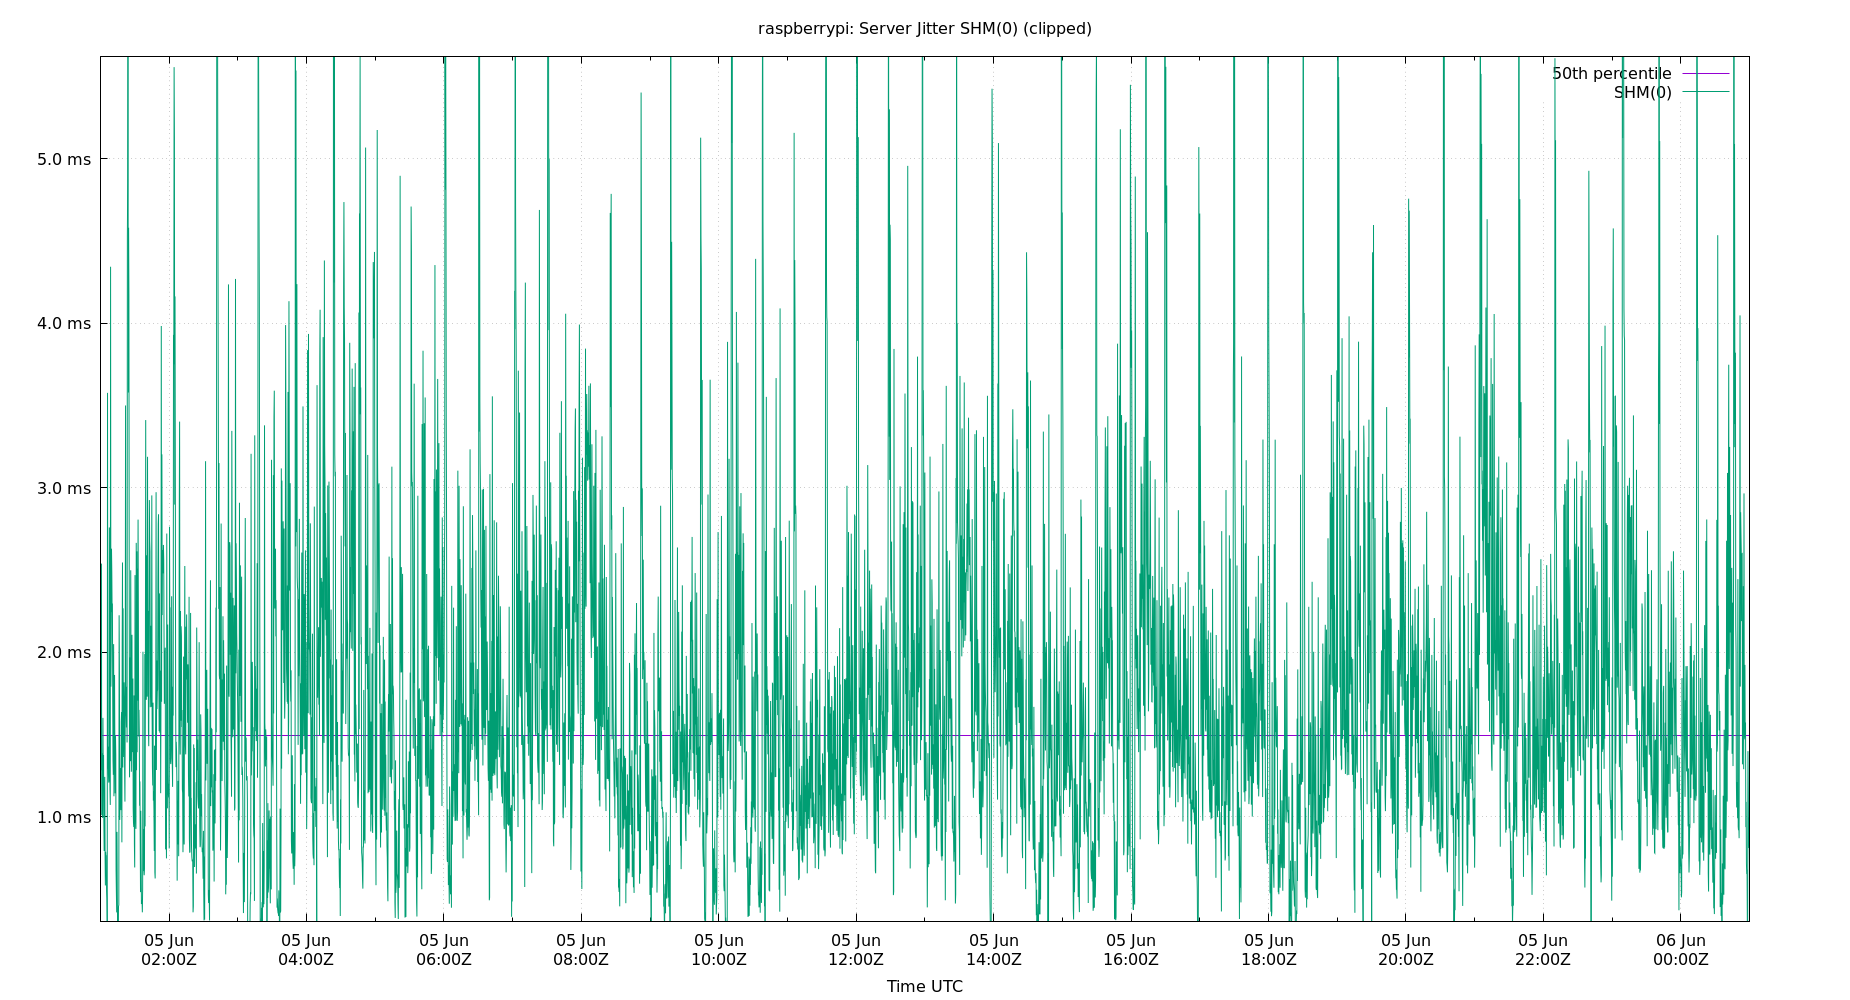 raspberrypi: Server Jitter SHM(0) (clipped)
50th percentile
SHM(0)
5.0 ms
4.0 ms
3.0 ms
2.0 ms
1.0 ms
05 Jun 05 Jun 05 Jun 05 Jun 05 Jun 05 Jun 05 Jun 05 Jun 05 Jun 05 Jun 05 Jun 06 Jun
02:00Z 04:00Z 06:00Z 08:00Z 10:00Z 12:00Z 14:00Z 16:00Z 18:00Z 20:00Z 22:00Z 00:00Z
Time UTC